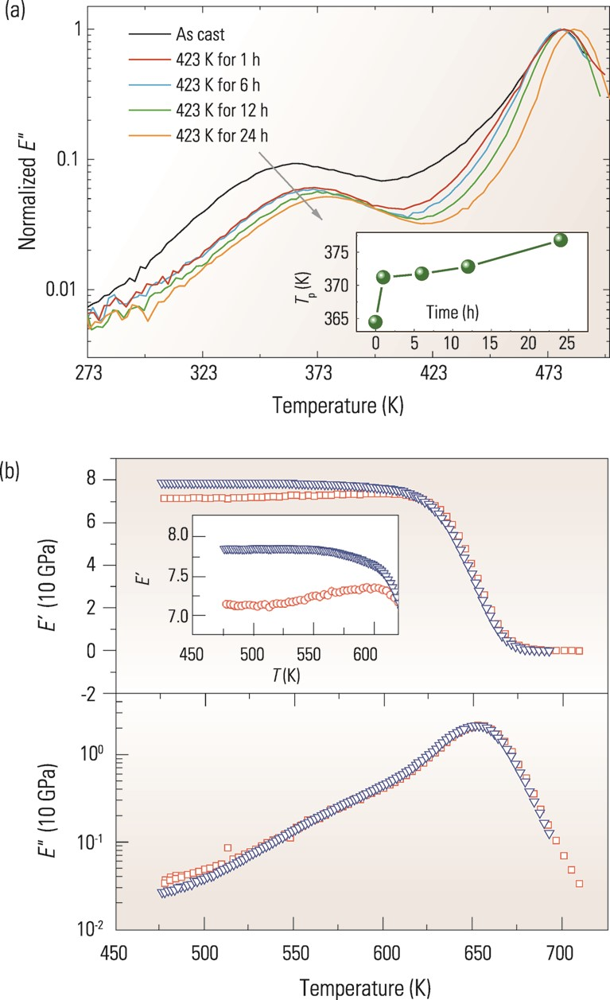 (a)
1
0.1
0.01
Normalized E″
As cast
423 K for 1 h
423 K for 6 h
423 K for 12 h
423 K for 24 h
375
370
365
Tp (K)
Time (h)
0 5 10 15 20 25
273 323 373 423 473
Temperature (K)
(b)
8
6
4
2
0
-2
E′ (10 GPa)
8.0
7.5
7.0
E′
450 500 550 600
T (K)
10⁰
10⁻¹
10⁻²
E″ (10 GPa)
450 500 550 600 650 700
Temperature (K)